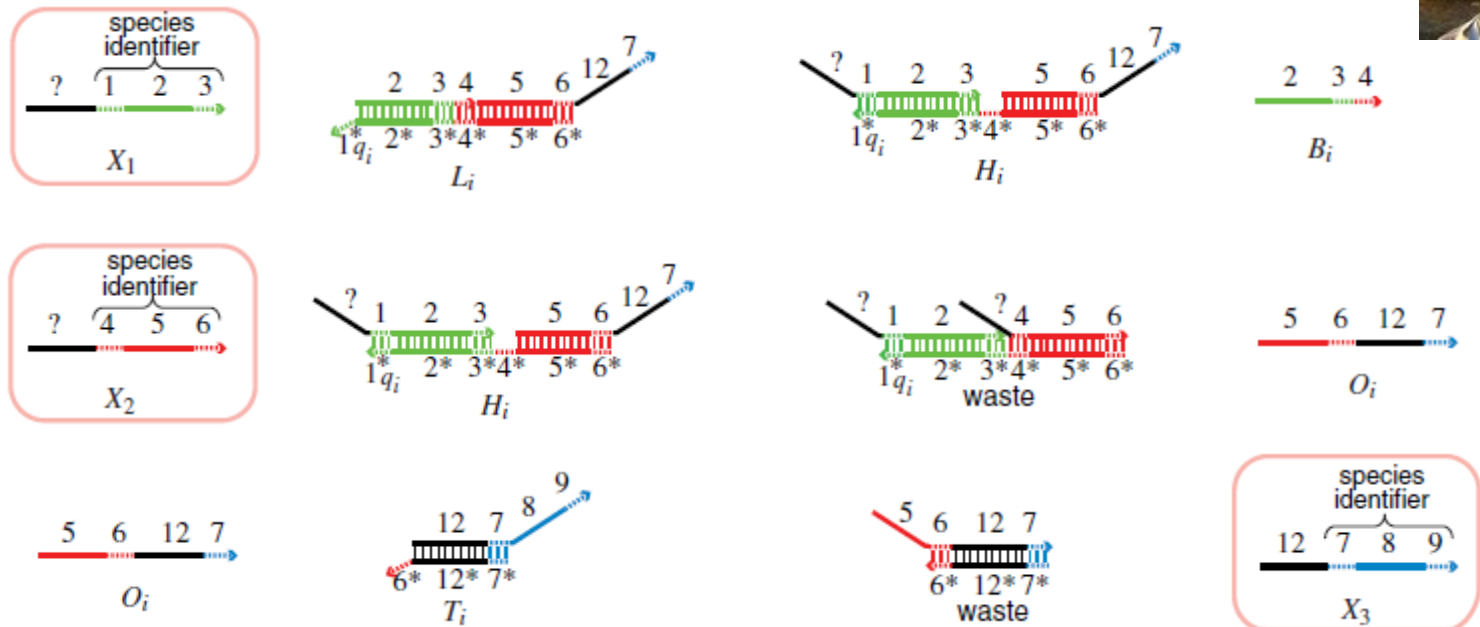 species
identifier
? 1 2 3
X₁
2 3 4 5 6 12 7
1* qᵢ 2* 3* 4* 5* 6*
Lᵢ
? 1 2 3 5 6 12 7
1* qᵢ 2* 3* 4* 5* 6*
Hᵢ
2 3 4
Bᵢ
species
identifier
? 4 5 6
X₂
? 1 2 3 5 6 12 7
1* qᵢ 2* 3* 4* 5* 6*
Hᵢ
? 1 2 ? 4 5 6
1* qᵢ 2* 3* 4* 5* 6*
waste
5 6 12 7
Oᵢ
5 6 12 7
Oᵢ
12 7 8 9
6* 12* 7*
Tᵢ
5 6 12 7
6* 12* 7*
waste
species
identifier
12 7 8 9
X₃